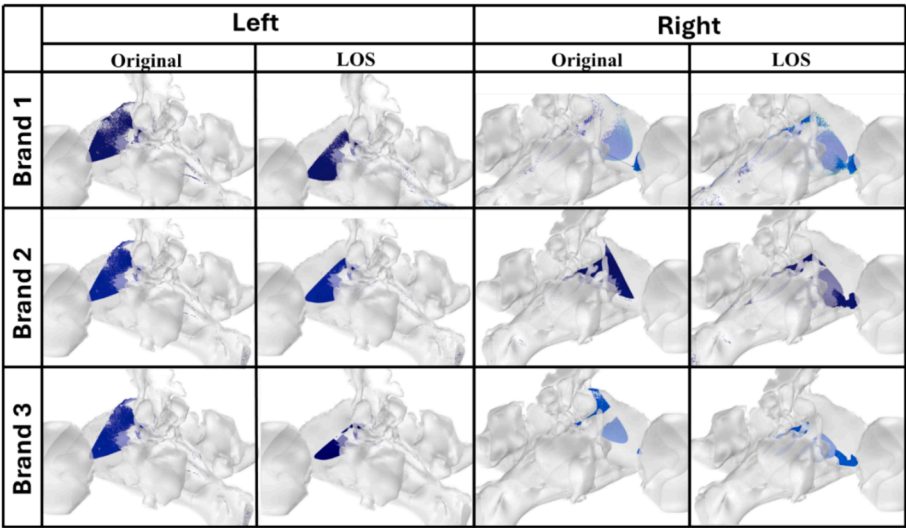 Left Right
Original LOS Original LOS
Brand 1
Brand 2
Brand 3